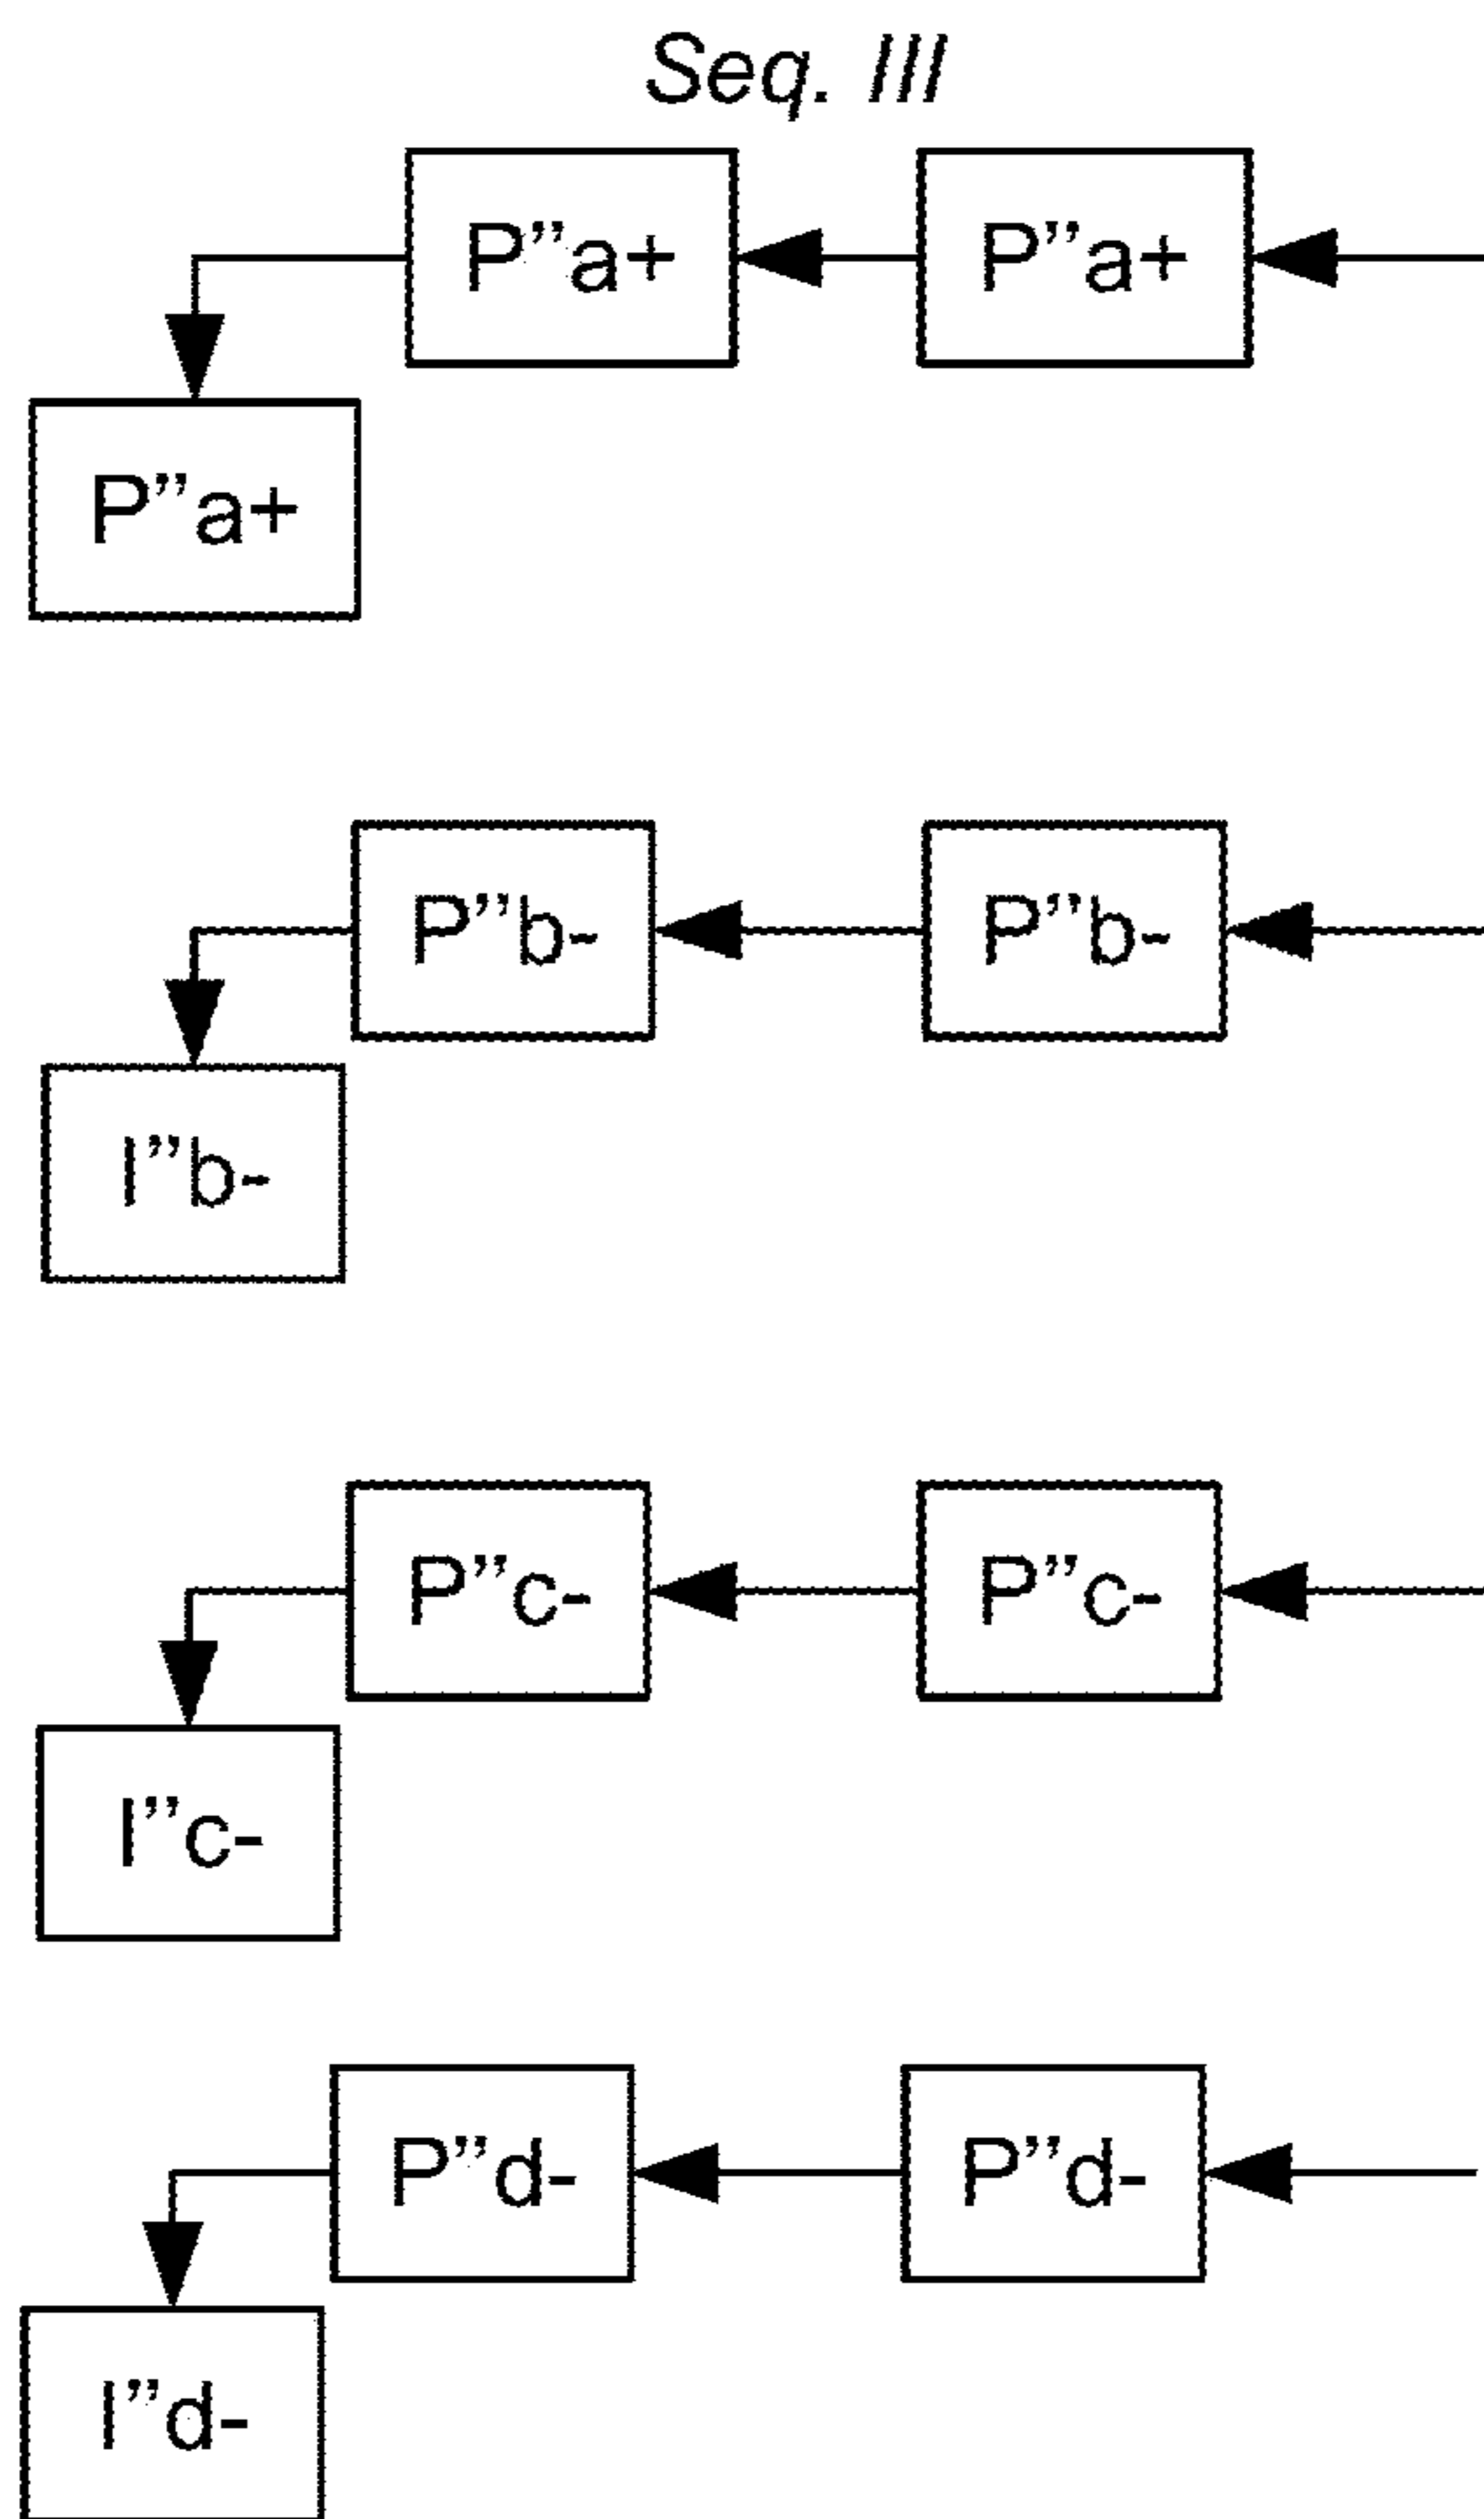 Seq. III
P”a+
P”a+
P”a+
P”b-
P”b-
I”b-
P”c-
P”c-
I”c-
P”d-
P”d-
I”d-